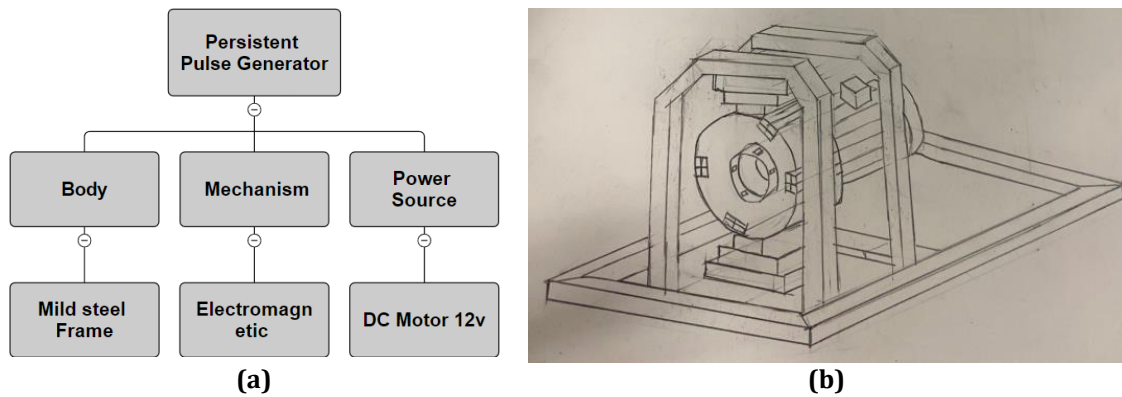 Persistent
Pulse Generator
Body
Mechanism
Power
Source
Mild steel
Frame
Electromagn
etic
DC Motor 12v
(a)
(b)